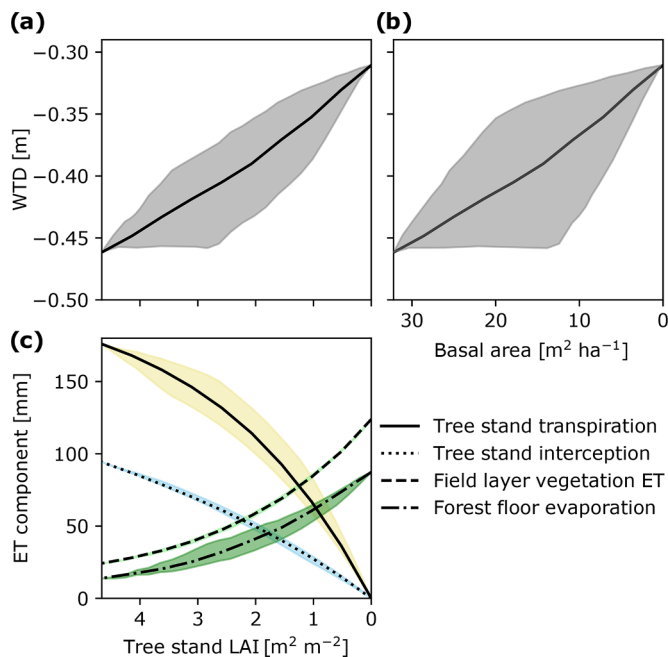 (a)
(b)
−0.30
−0.35
−0.40
−0.45
−0.50
WTD [m]
30
20
10
0
Basal area [m² ha⁻¹]
(c)
150
100
50
0
ET component [mm]
4
3
2
1
0
Tree stand LAI [m² m⁻²]
Tree stand transpiration
Tree stand interception
Field layer vegetation ET
Forest floor evaporation